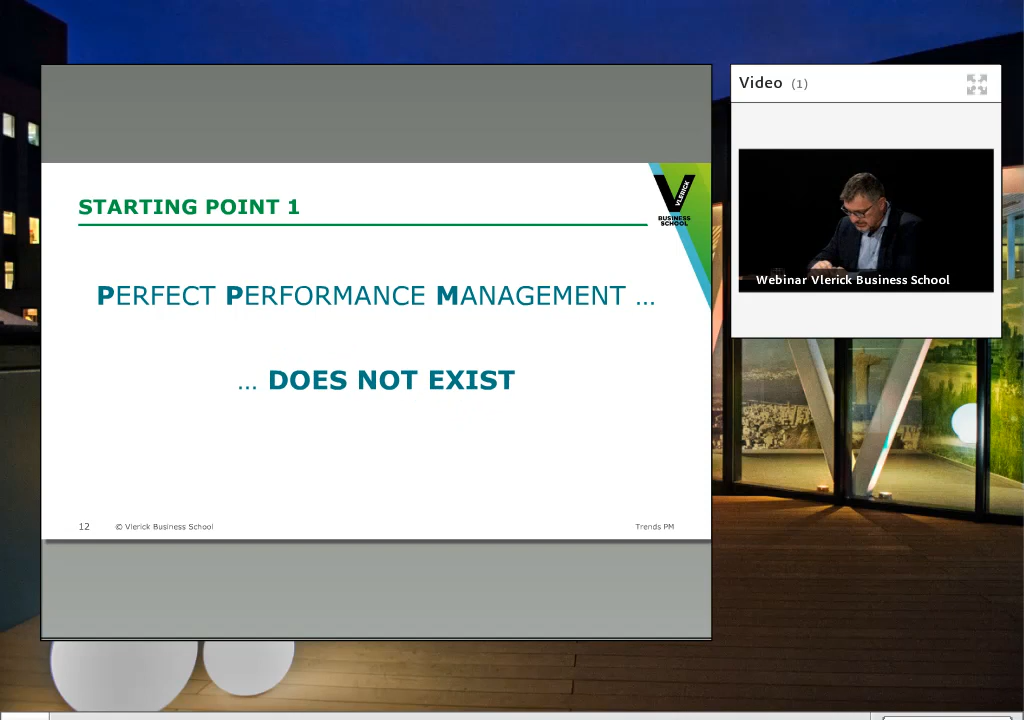 Video (1)
STARTING POINT 1
VLERICK
BUSINESS
SCHOOL
PERFECT PERFORMANCE MANAGEMENT ...
... DOES NOT EXIST
Webinar Vlerick Business School
12 © Vlerick Business School Trends PM